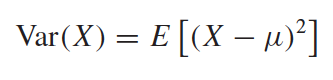 Var(X) = E [(X − μ)²]